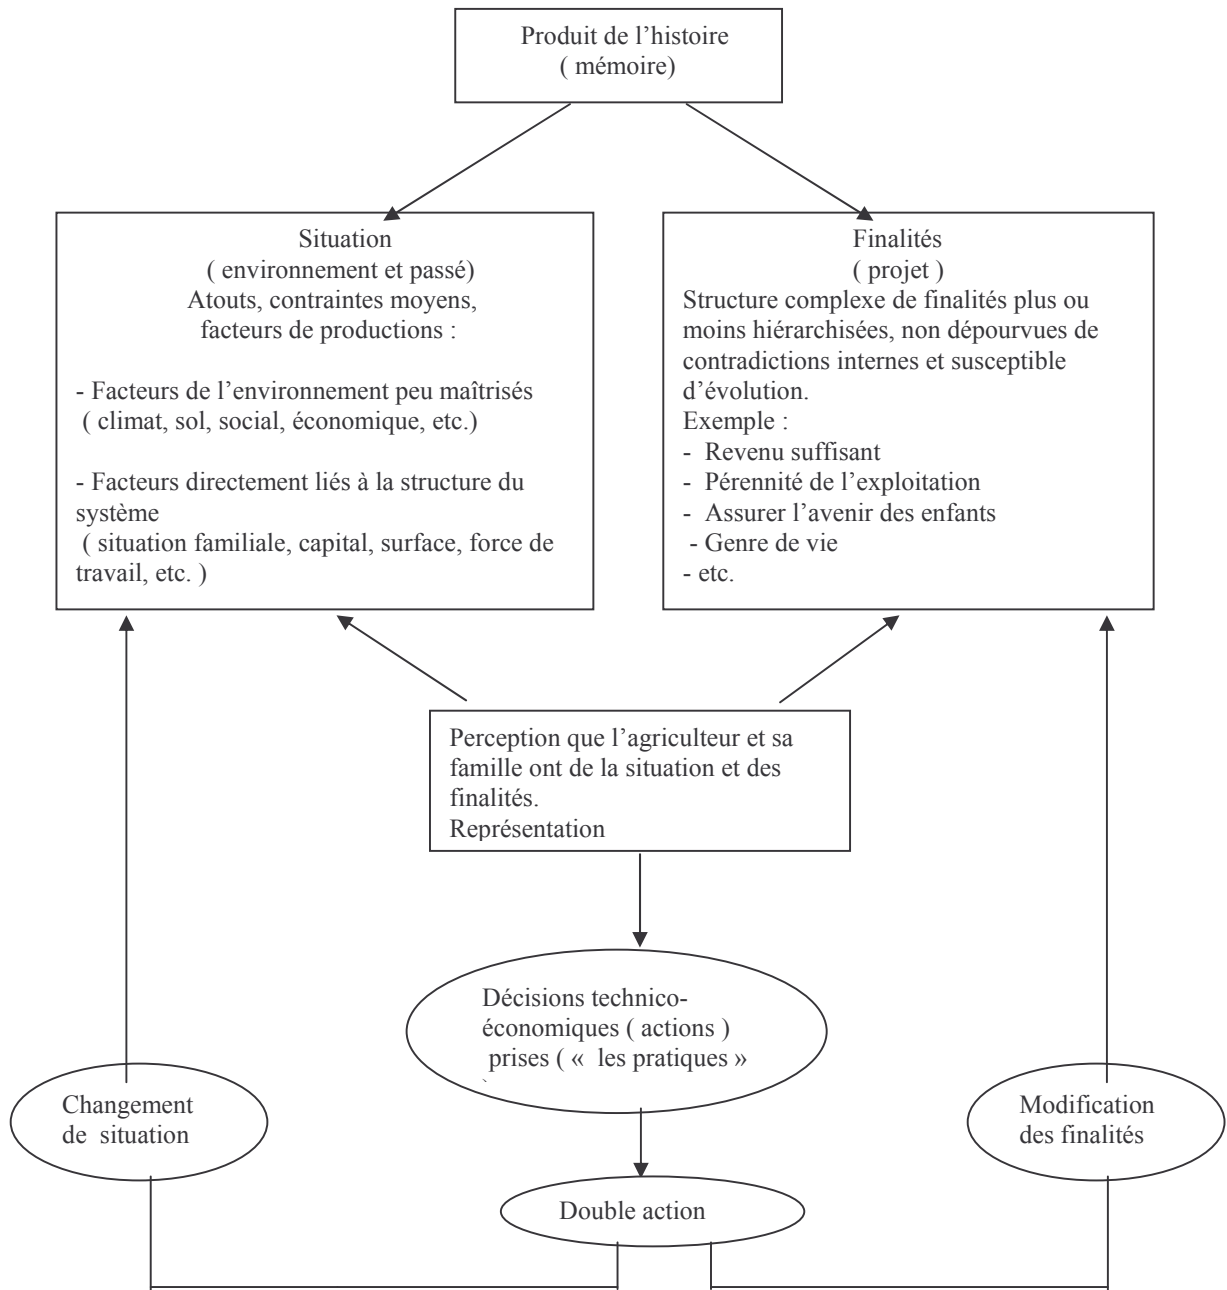 Produit de l’histoire
( mémoire)
Situation
( environnement et passé)
Atouts, contraintes moyens,
facteurs de productions :
- Facteurs de l’environnement peu maîtrisés
( climat, sol, social, économique, etc.)
- Facteurs directement liés à la structure du
système
( situation familiale, capital, surface, force de
travail, etc. )
Finalités
( projet )
Structure complexe de finalités plus ou
moins hiérarchisées, non dépourvues de
contradictions internes et susceptible
d’évolution.
Exemple :
- Revenu suffisant
- Pérennité de l’exploitation
- Assurer l’avenir des enfants
- Genre de vie
- etc.
Perception que l’agriculteur et sa
famille ont de la situation et des
finalités.
Représentation
Décisions technico-
économiques ( actions )
prises ( « les pratiques »
)
Changement
de situation
Modification
des finalités
Double action